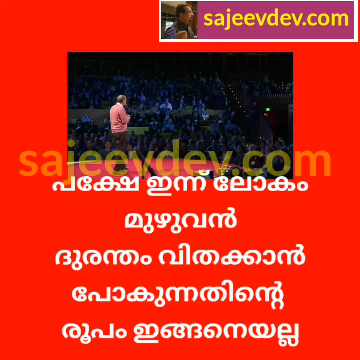 sajeevdev.com
sajeevdev.com
പക്ഷേ ഇന്ന് ലോകം
മുഴുവൻ
ദുരന്തം വിതക്കാൻ
പോകുന്നതിന്റെ
രൂപം ഇങ്ങനെയല്ല